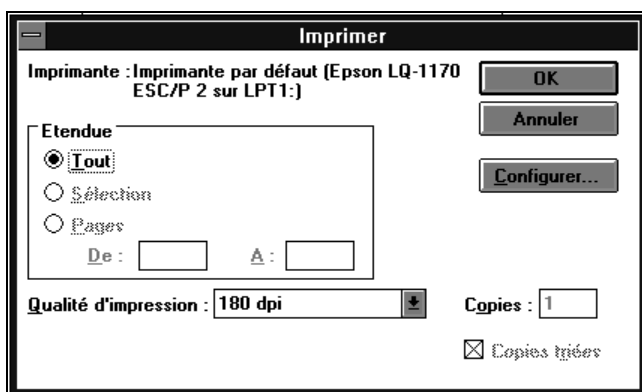 Imprimer
Imprimante : Imprimante par défaut (Epson LQ-1170
ESC/P 2 sur LPT1:)
OK
Annuler
Configurer...
Etendue
Tout
Sélection
Pages
De : A :
Qualité d'impression : 180 dpi
Copies : 1
Copies triées